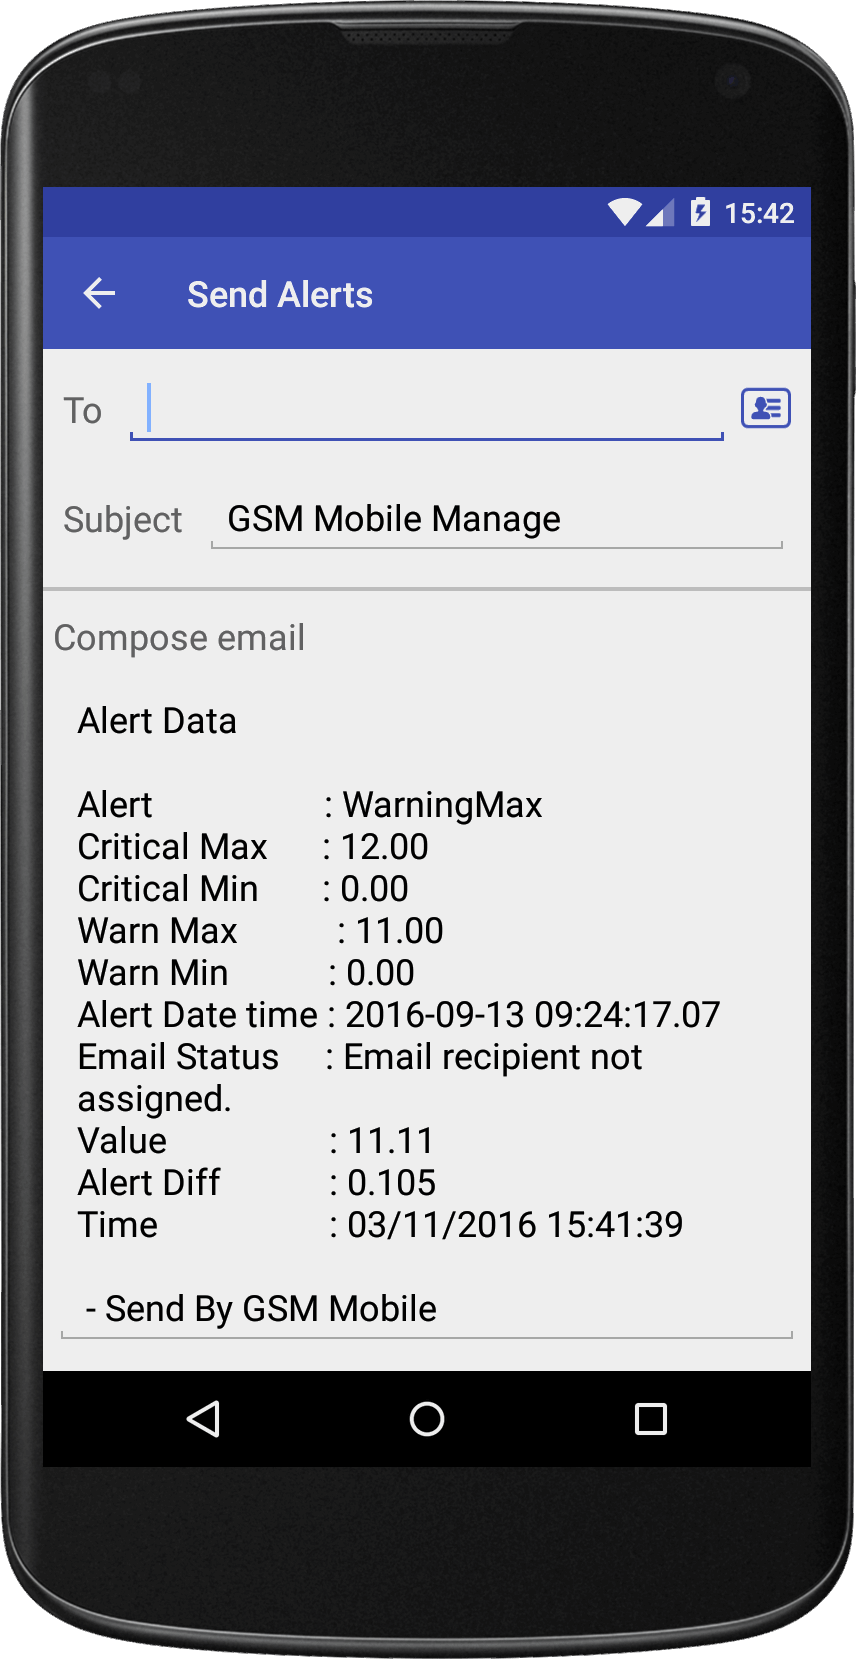 15:42
Send Alerts
To
Subject GSM Mobile Manage
Compose email
Alert Data
Alert : WarningMax
Critical Max : 12.00
Critical Min : 0.00
Warn Max : 11.00
Warn Min : 0.00
Alert Date time : 2016-09-13 09:24:17.07
Email Status : Email recipient not
assigned.
Value : 11.11
Alert Diff : 0.105
Time : 03/11/2016 15:41:39
- Send By GSM Mobile